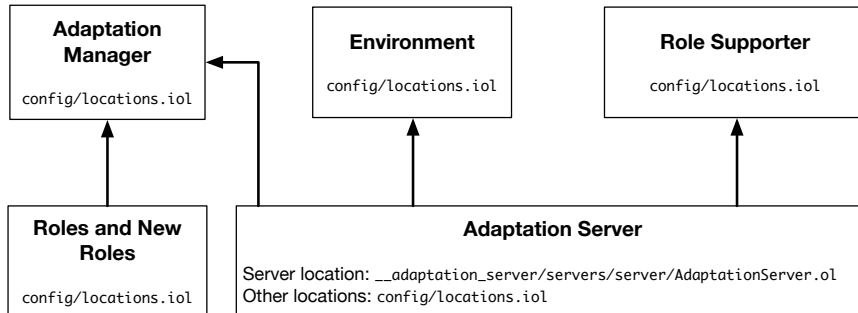 Adaptation
Manager
config/locations.iol
Environment
config/locations.iol
Role Supporter
config/locations.iol
Roles and New
Roles
config/locations.iol
Adaptation Server
Server location: __adaptation_server/servers/server/AdaptationServer.ol
Other locations: config/locations.iol